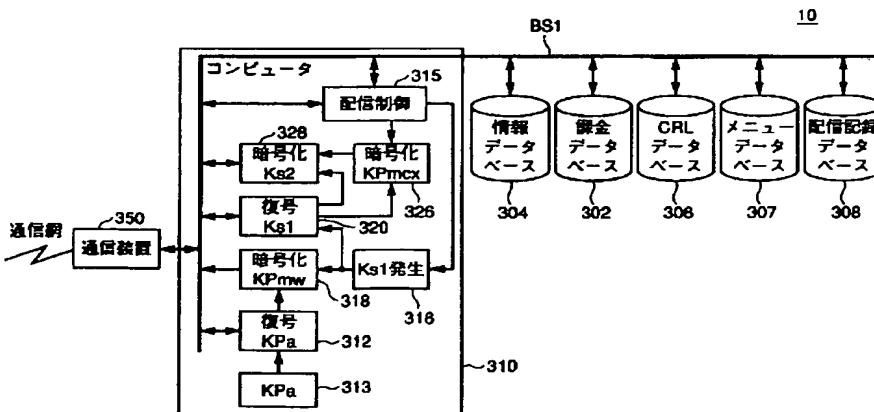 10
BS1
コンピュータ
315
配信制御
328
暗号化
Ks2
暗号化
KPmcx
326
復号
Ks1
320
350
通信網
通信装置
暗号化
KPmw
318
Ks1発生
316
復号
KPa
312
KPa
313
310
情報
データ
ベース
304
課金
データ
ベース
302
CRL
データ
ベース
306
メニュー
データ
ベース
307
配信記録
データ
ベース
308